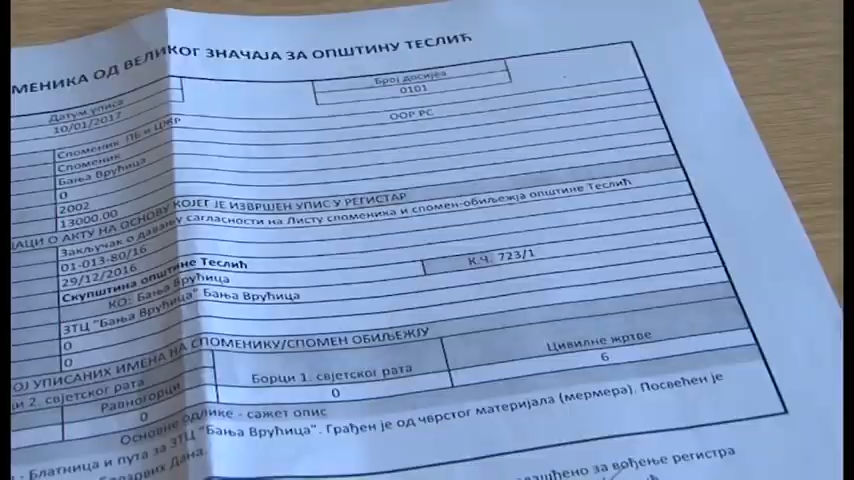 МЕНИКА ОД ВЕЛИКОГ ЗНАЧАЈА ЗА ОПШТИНУ ТЕСЛИЋ
Датум уписа
10/01/2017
Број досијеа
0101
ООР РС
Споменик ПБ и ЦЖР
Споменик
Бања Врућица
0
2002
13000.00
АЦИ О АКТУ НА ОСНОВУ КОЈЕГ ЈЕ ИЗВРШЕН УПИС У РЕГИСТАР
Закључак о давању сагласности на Листу споменика и спомен-обиљежја општине Теслић
01-013-80/16
29/12/2016
Скупштина општине Теслић
КО: Бања Врућица
К.Ч. 723/1
ЗТЦ "Бања Врућица" Бања Врућица
0
0
ОЈ УПИСАНИХ ИМЕНА НА СПОМЕНИКУ/СПОМЕН ОБИЉЕЖЈУ
ци 2. свјетског рата
Равногорци
Борци 1. свјетског рата
Цивилне жртве
0
0
6
Основне одлике - сажет опис
- Блатница и пута за ЗТЦ "Бања Врућица". Грађен је од чврстог материјала (мермера). Посвећен је
Дана.
за вођење регистра